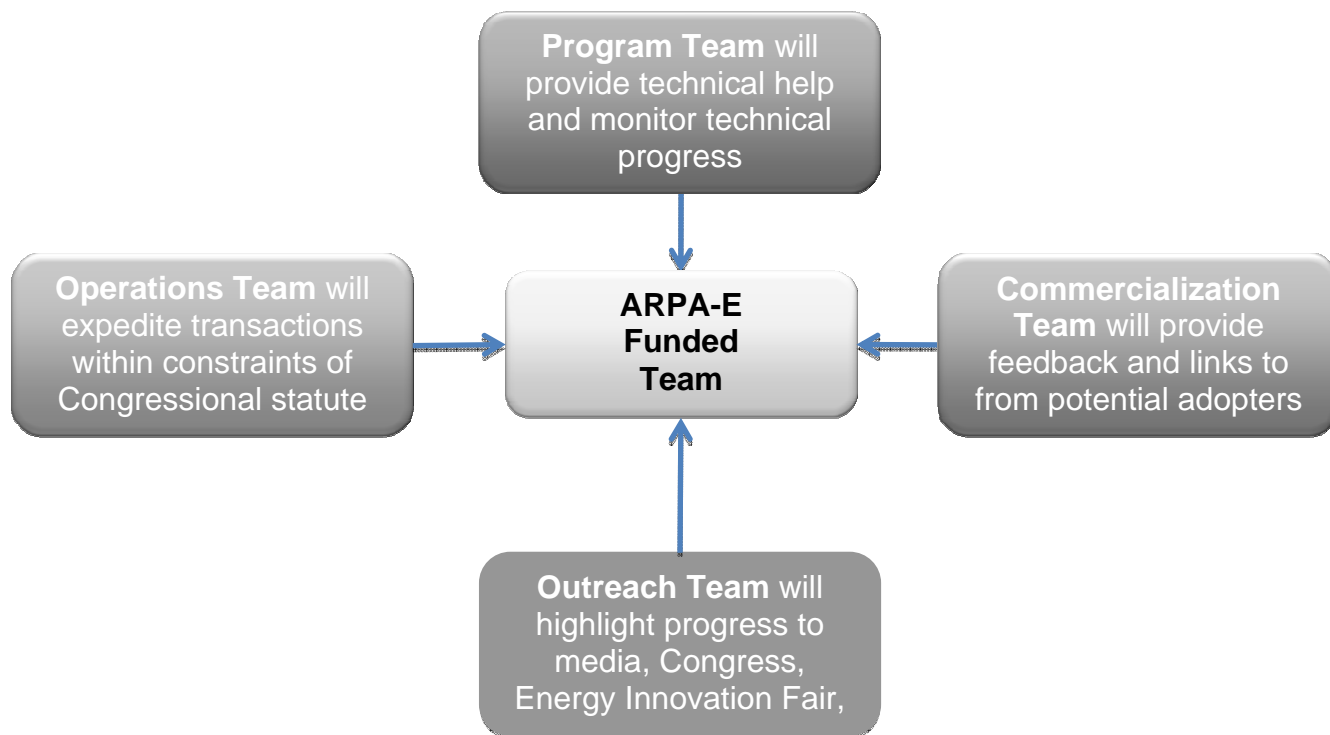 Program Team will
provide technical help
and monitor technical
progress
Operations Team will
expedite transactions
within constraints of
Congressional statute
ARPA-E
Funded
Team
Commercialization
Team will provide
feedback and links to
from potential adopters
Outreach Team will
highlight progress to
media, Congress,
Energy Innovation Fair,